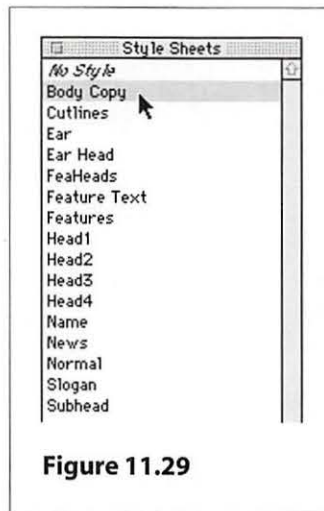 Style Sheets
No Style
Body Copy
Cutlines
Ear
Ear Head
FeaHeads
Feature Text
Features
Head1
Head2
Head3
Head4
Name
News
Normal
Slogan
Subhead
Figure 11.29